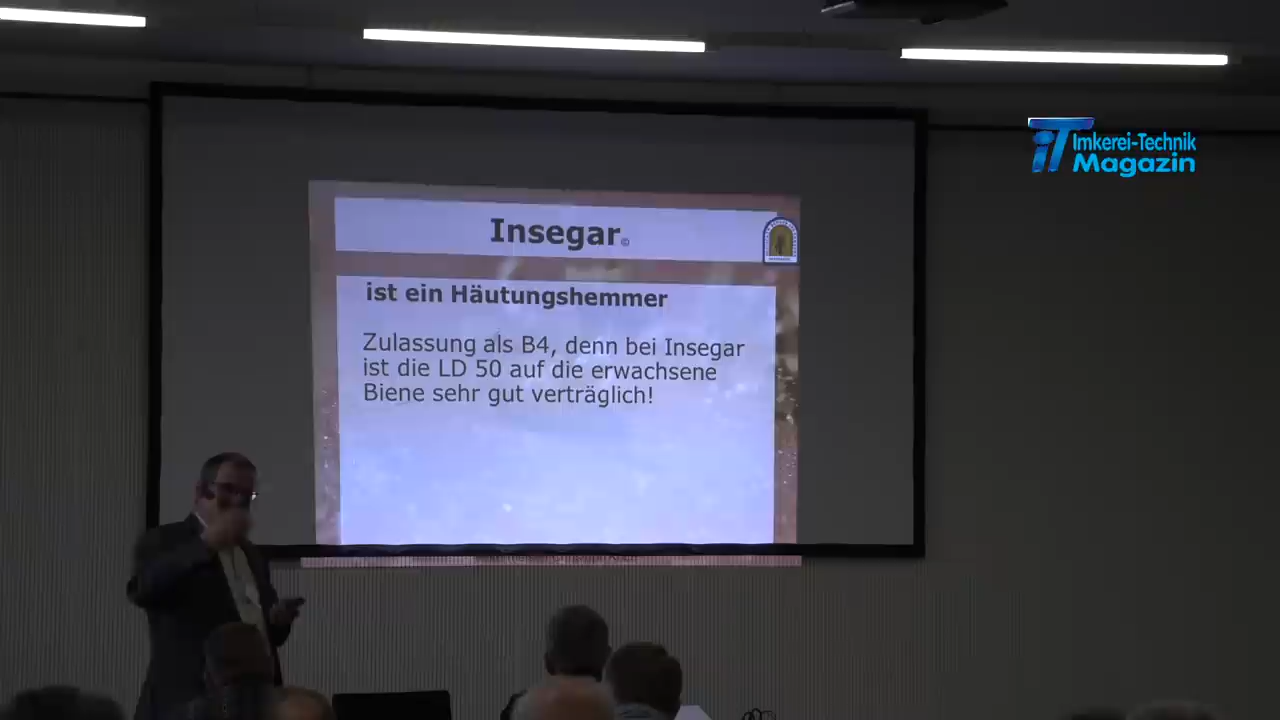 Imkerei-Technik
Magazin
Insegar©
ist ein Häutungshemmer
Zulassung als B4, denn bei Insegar
ist die LD 50 auf die erwachsene
Biene sehr gut verträglich!